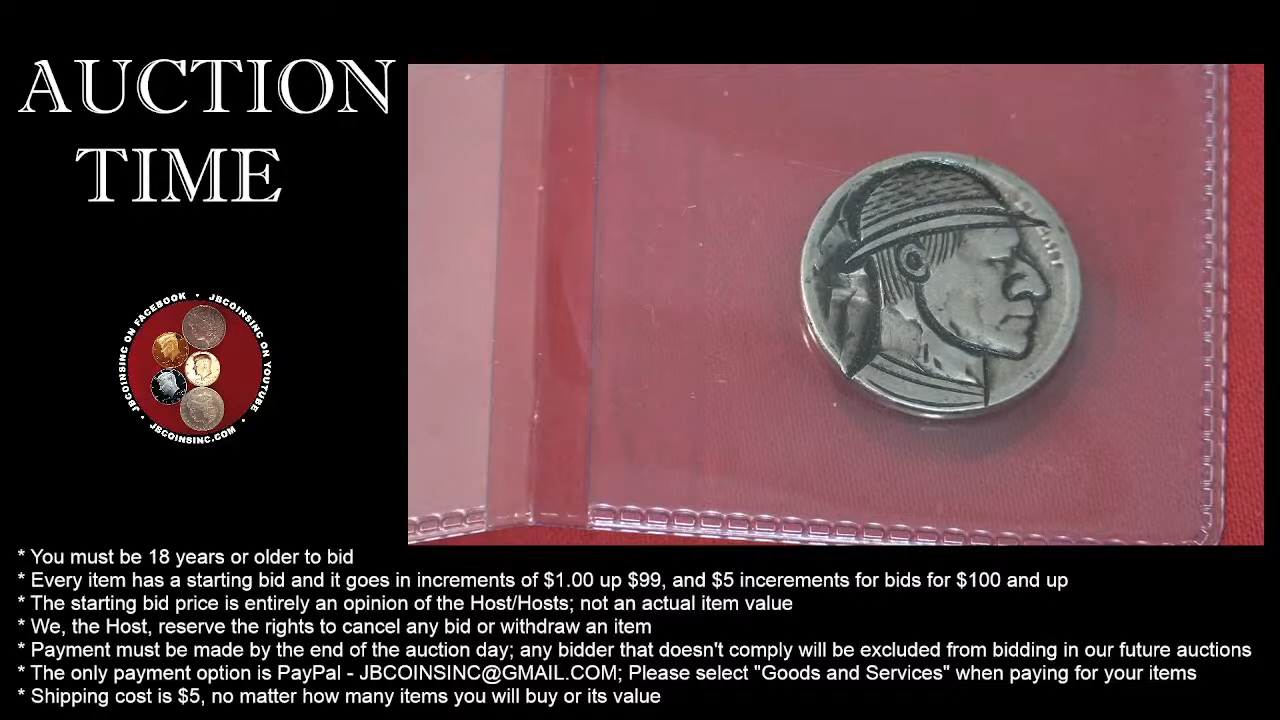 AUCTION
TIME
JBCOINSINC ON FACEBOOK • JBCOINSINC ON YOUTUBE • JBCOINSINC.COM •
* You must be 18 years or older to bid
* Every item has a starting bid and it goes in increments of $1.00 up $99, and $5 incerements for bids for $100 and up
* The starting bid price is entirely an opinion of the Host/Hosts; not an actual item value
* We, the Host, reserve the rights to cancel any bid or withdraw an item
* Payment must be made by the end of the auction day; any bidder that doesn't comply will be excluded from bidding in our future auctions
* The only payment option is PayPal - JBCOINSINC@GMAIL.COM; Please select "Goods and Services" when paying for your items
* Shipping cost is $5, no matter how many items you will buy or its value